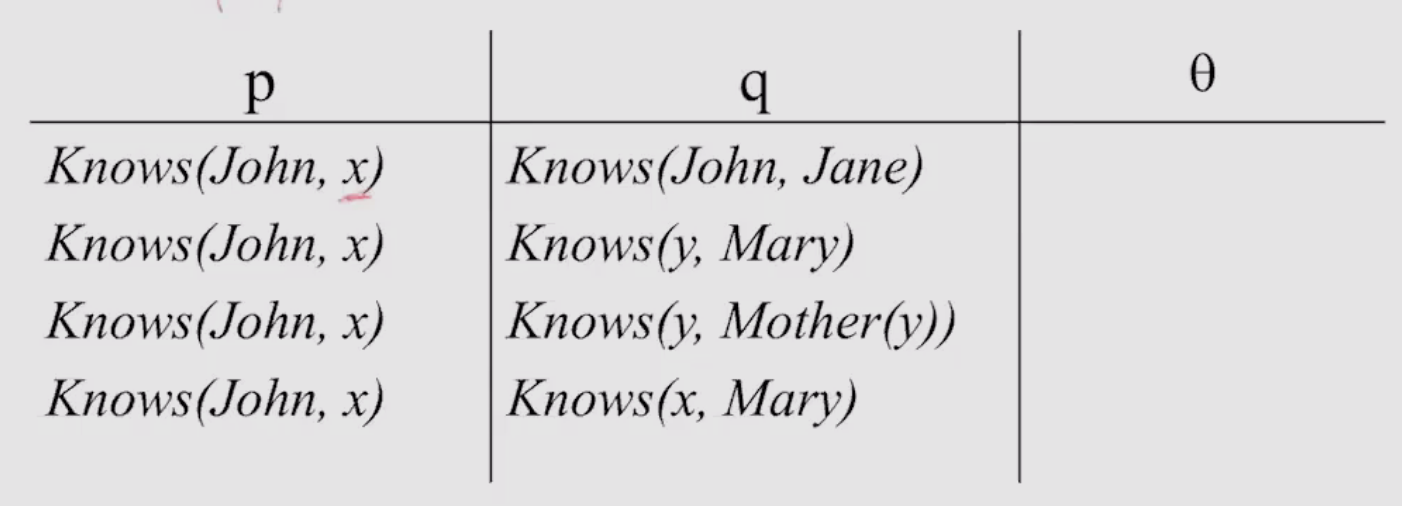 p q θ
Knows(John, x) Knows(John, Jane)
Knows(John, x) Knows(y, Mary)
Knows(John, x) Knows(y, Mother(y))
Knows(John, x) Knows(x, Mary)